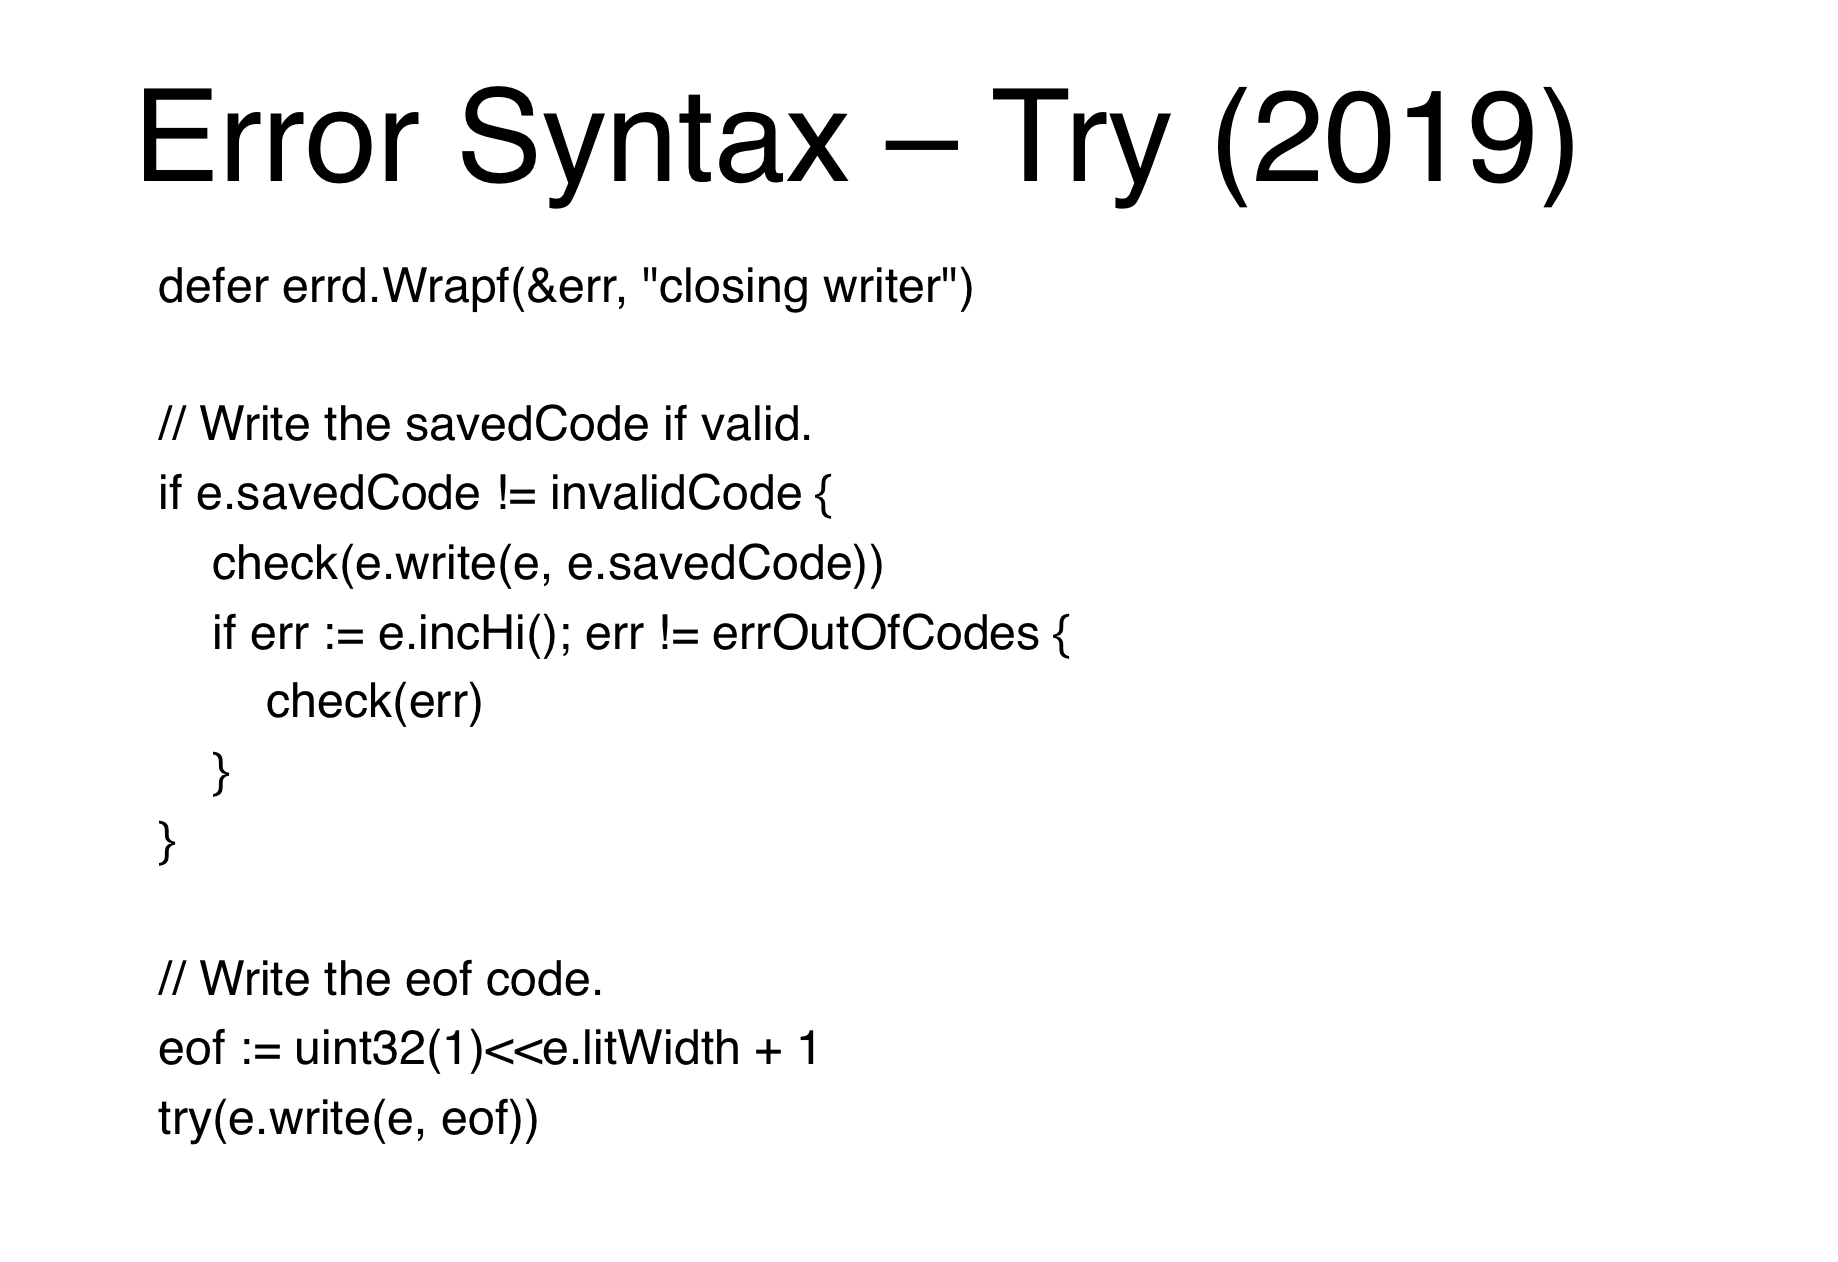 Error Syntax – Try (2019)
defer errd.Wrapf(&err, "closing writer")
// Write the savedCode if valid.
if e.savedCode != invalidCode {
check(e.write(e, e.savedCode))
if err := e.incHi(); err != errOutOfCodes {
check(err)
}
}
// Write the eof code.
eof := uint32(1)<<e.litWidth + 1
try(e.write(e, eof))